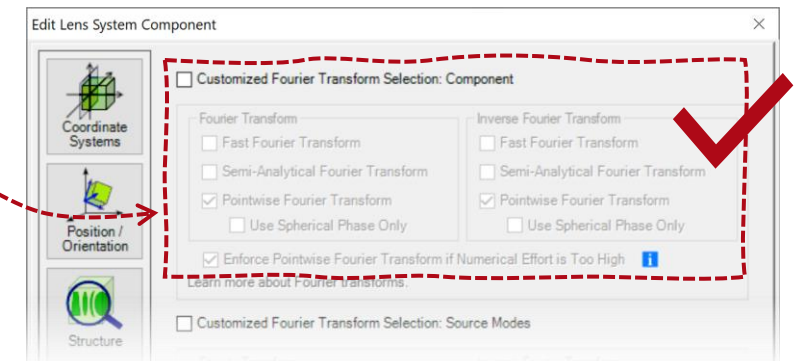 Edit Lens System Component
Coordinate
Systems
Position /
Orientation
Structure
Customized Fourier Transform Selection: Component
Fourier Transform
Fast Fourier Transform
Semi-Analytical Fourier Transform
Pointwise Fourier Transform
Use Spherical Phase Only
Inverse Fourier Transform
Fast Fourier Transform
Semi-Analytical Fourier Transform
Pointwise Fourier Transform
Use Spherical Phase Only
Enforce Pointwise Fourier Transform if Numerical Effort is Too High
Learn more about Fourier transforms.
Customized Fourier Transform Selection: Source Modes